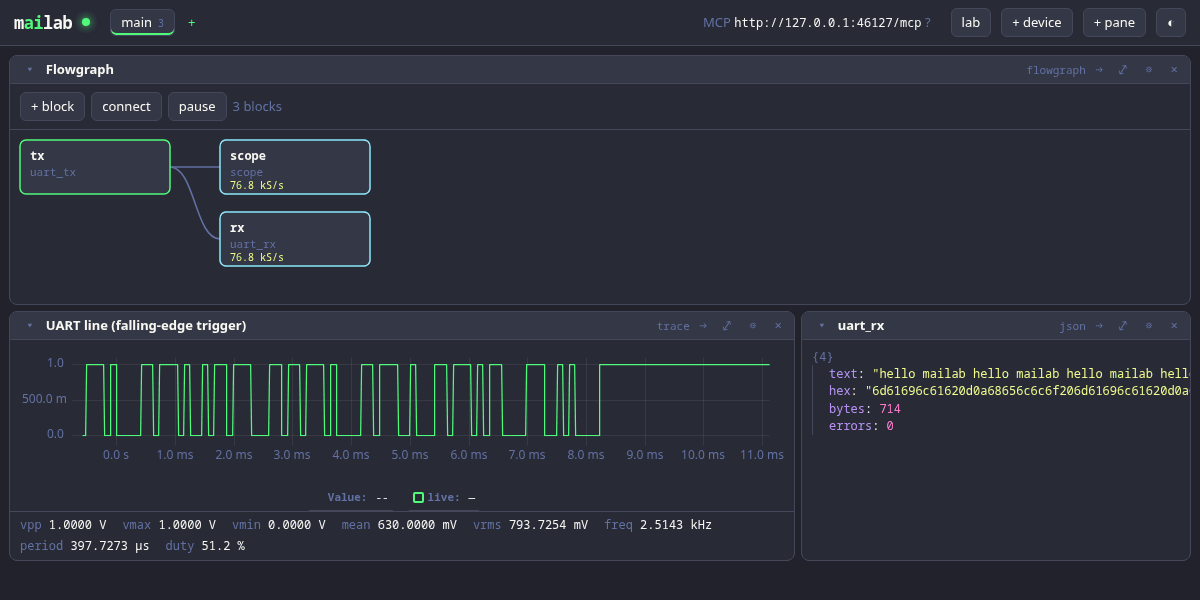 mailab main 3 + MCP http://127.0.0.1:46127/mcp ? lab + device + pane
Flowgraph flowgraph
+ block connect pause 3 blocks
tx
uart_tx
scope
scope
76.8 kS/s
rx
uart_rx
76.8 kS/s
UART line (falling-edge trigger) trace
1.0
500.0 m
0.0
0.0 s 1.0 ms 2.0 ms 3.0 ms 4.0 ms 5.0 ms 6.0 ms 7.0 ms 8.0 ms 9.0 ms 10.0 ms 11.0 ms
Value: -- live: —
vpp 1.0000 V vmax 1.0000 V vmin 0.0000 V mean 630.0000 mV vrms 793.7254 mV freq 2.5143 kHz
period 397.7273 µs duty 51.2 %
uart_rx json
{4}
text: "hello mailab hello mailab hello mailab hell
hex: "6d61696c61620d0a68656c6c6f206d61696c61620d0a
bytes: 714
errors: 0